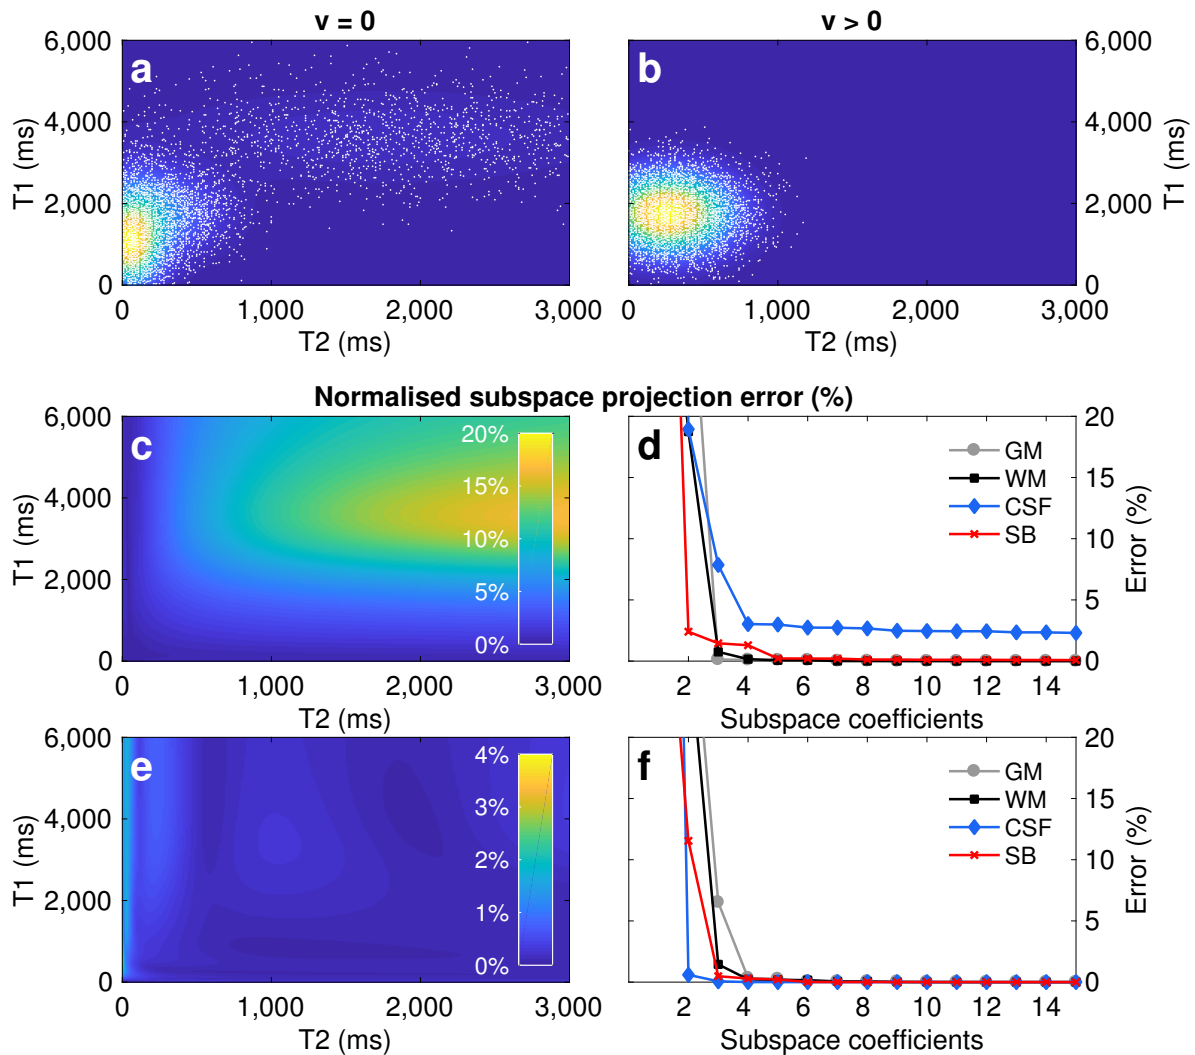 v = 0
v > 0
a
6,000
4,000
2,000
0
T1 (ms)
0
1,000
2,000
3,000
T2 (ms)
b
6,000
4,000
2,000
0
T1 (ms)
0
1,000
2,000
3,000
T2 (ms)
Normalised subspace projection error (%)
c
6,000
4,000
2,000
0
T1 (ms)
20%
15%
10%
5%
0%
0
1,000
2,000
3,000
T2 (ms)
d
GM
WM
CSF
SB
20
15
10
5
0
Error (%)
2
4
6
8
10
12
14
Subspace coefficients
e
6,000
4,000
2,000
0
T1 (ms)
4%
3%
2%
1%
0%
0
1,000
2,000
3,000
T2 (ms)
f
GM
WM
CSF
SB
20
15
10
5
0
Error (%)
2
4
6
8
10
12
14
Subspace coefficients